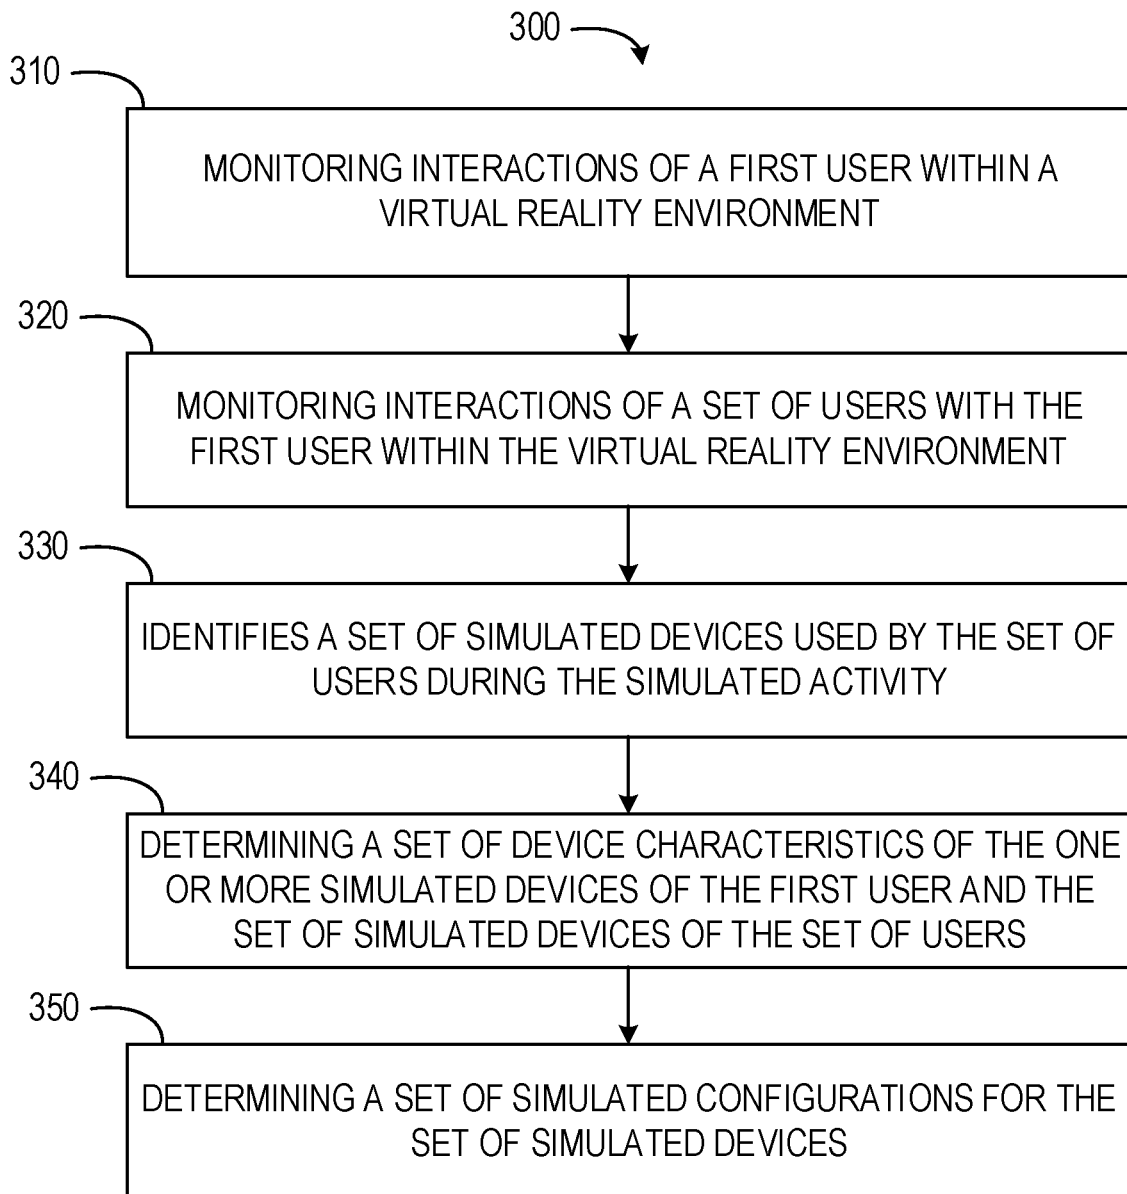 300
310
MONITORING INTERACTIONS OF A FIRST USER WITHIN A
VIRTUAL REALITY ENVIRONMENT
320
MONITORING INTERACTIONS OF A SET OF USERS WITH THE
FIRST USER WITHIN THE VIRTUAL REALITY ENVIRONMENT
330
IDENTIFIES A SET OF SIMULATED DEVICES USED BY THE SET OF
USERS DURING THE SIMULATED ACTIVITY
340
DETERMINING A SET OF DEVICE CHARACTERISTICS OF THE ONE
OR MORE SIMULATED DEVICES OF THE FIRST USER AND THE
SET OF SIMULATED DEVICES OF THE SET OF USERS
350
DETERMINING A SET OF SIMULATED CONFIGURATIONS FOR THE
SET OF SIMULATED DEVICES